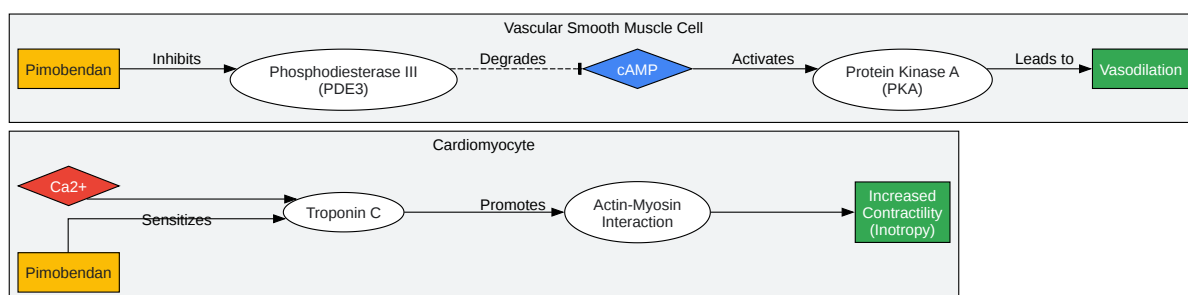 Vascular Smooth Muscle Cell
Pimobendan
Inhibits
Phosphodiesterase III
(PDE3)
Degrades
cAMP
Activates
Protein Kinase A
(PKA)
Leads to
Vasodilation
Cardiomyocyte
Ca2+
Sensitizes
Pimobendan
Troponin C
Promotes
Actin-Myosin
Interaction
Increased
Contractility
(Inotropy)